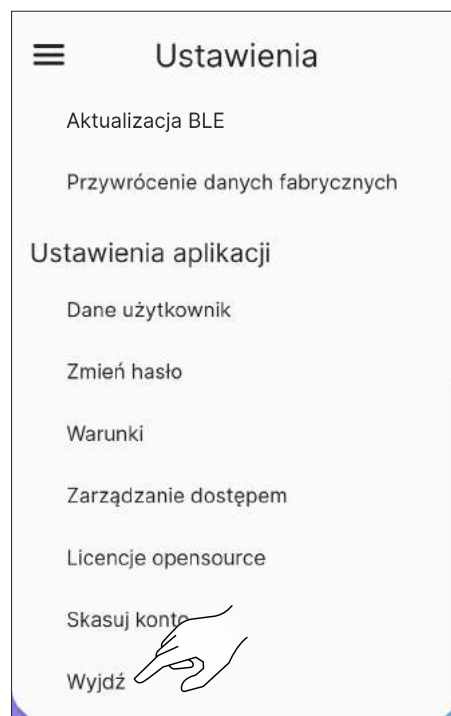 Ustawienia
Aktualizacja BLE
Przywrócenie danych fabrycznych
Ustawienia aplikacji
Dane użytkownik
Zmień hasło
Warunki
Zarządzanie dostępem
Licencje opensource
Skasuj konto
Wyjdź